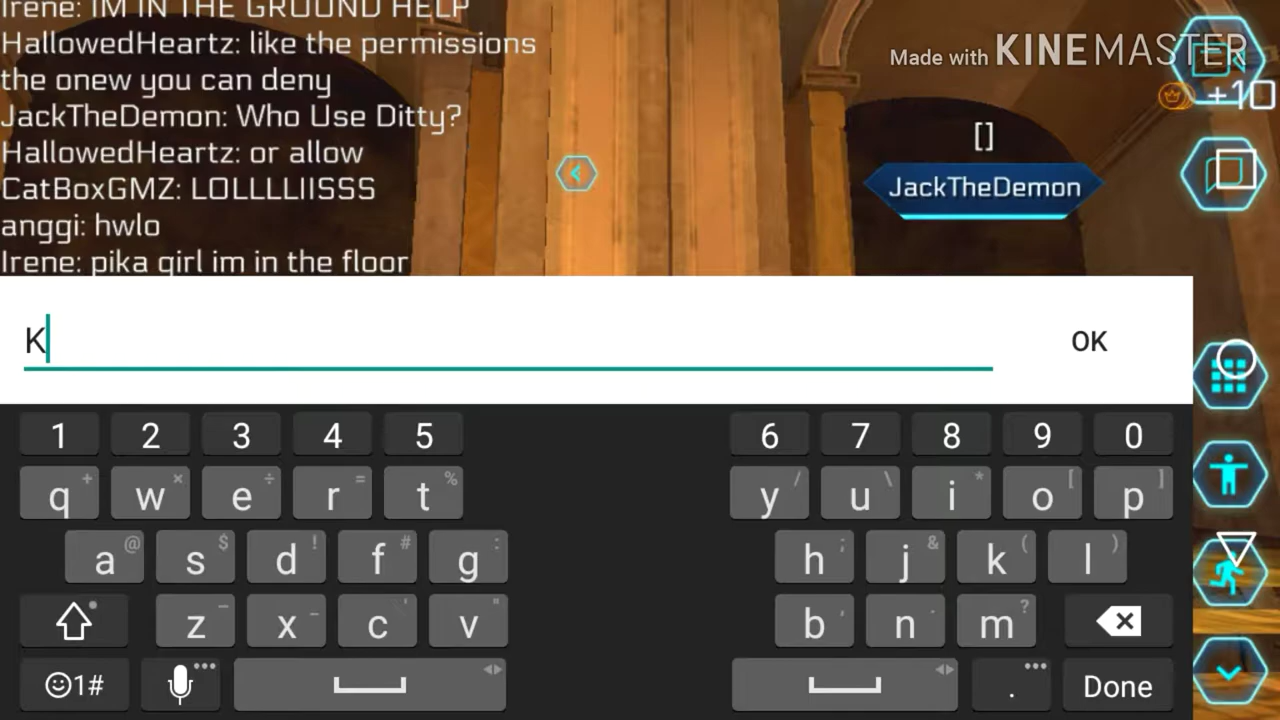 Irene: IM IN THE GROUND HELP
HallowedHeartz: like the permissions
the onew you can deny
JackTheDemon: Who Use Ditty?
HallowedHeartz: or allow
CatBoxGMZ: LOLLLLIISSS
anggi: hwlo
Irene: pika girl im in the floor
Made with KINEMASTER
+10
[]
JackTheDemon
K
OK
1 2 3 4 5 6 7 8 9 0
q + w × e ÷ r = t % y / u \ i * o [ p ]
a @ s $ d ! f # g : h ; j & k ( l )
z – x - c ' v " b , n . m ?
1# . Done